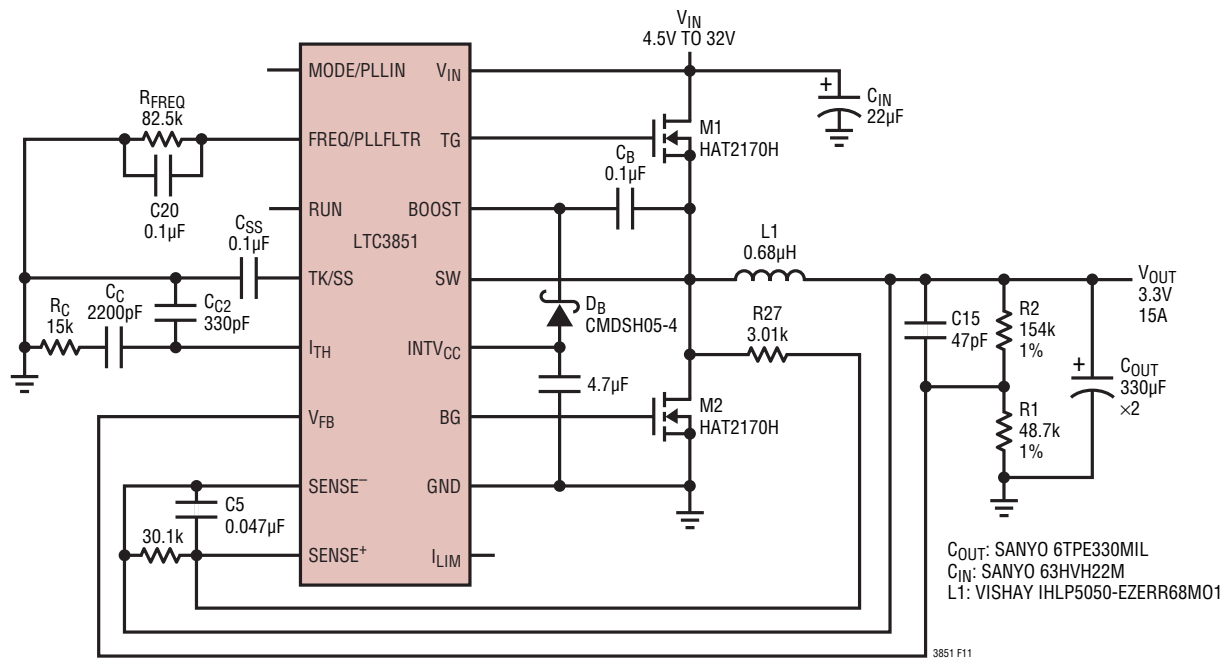 VIN
4.5V TO 32V
MODE/PLLIN
VIN
CIN
22µF
+
RFREQ
82.5k
FREQ/PLLFLTR
TG
M1
HAT2170H
C20
0.1µF
CB
0.1µF
RUN
BOOST
LTC3851
CSS
0.1µF
TK/SS
SW
L1
0.68µH
VOUT
3.3V
15A
RC
15k
CC
2200pF
CC2
330pF
DB
CMDSH05-4
R27
3.01k
C15
47pF
R2
154k
1%
ITH
INTVCC
4.7µF
+
COUT
330µF
×2
VFB
BG
M2
HAT2170H
R1
48.7k
1%
SENSE–
GND
C5
0.047µF
30.1k
SENSE+
ILIM
COUT: SANYO 6TPE330MIL
CIN: SANYO 63HVH22M
L1: VISHAY IHLP5050-EZERR68MO1
3851 F11